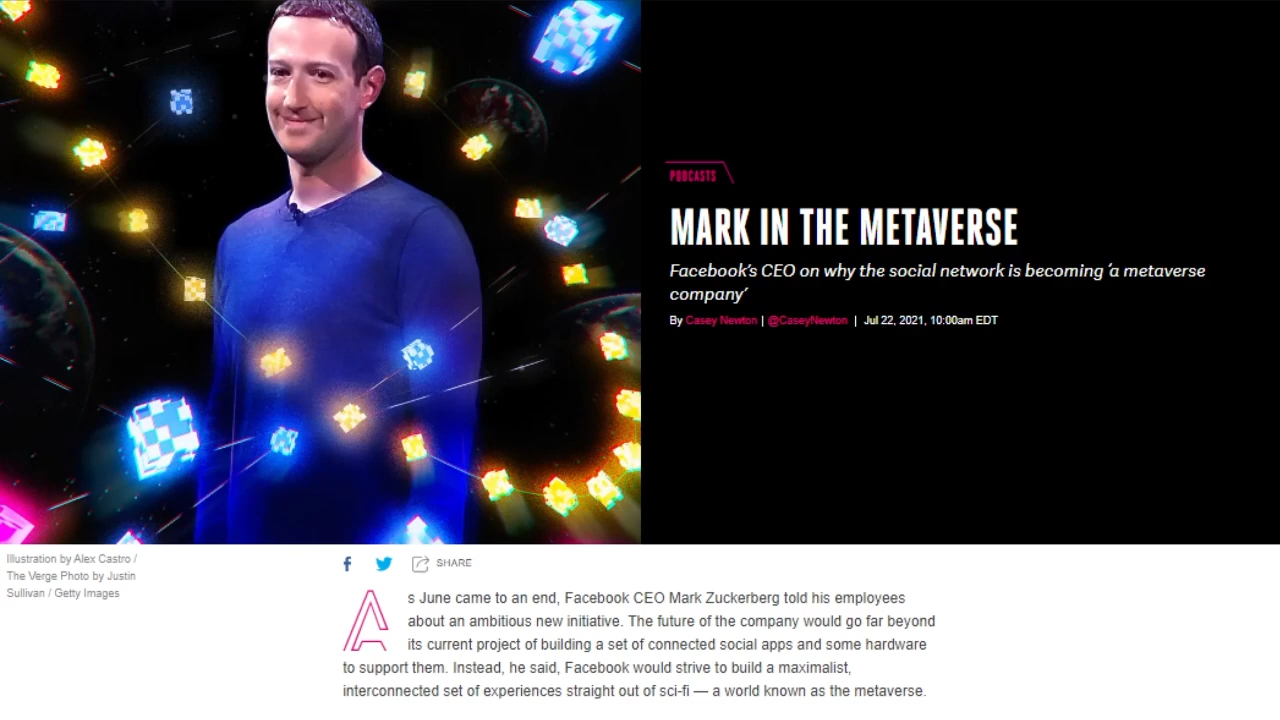 PODCASTS
MARK IN THE METAVERSE
Facebook’s CEO on why the social network is becoming ‘a metaverse
company’
By Casey Newton | @CaseyNewton | Jul 22, 2021, 10:00am EDT
Illustration by Alex Castro /
The Verge Photo by Justin
Sullivan / Getty Images
SHARE
As June came to an end, Facebook CEO Mark Zuckerberg told his employees
about an ambitious new initiative. The future of the company would go far beyond
its current project of building a set of connected social apps and some hardware
to support them. Instead, he said, Facebook would strive to build a maximalist,
interconnected set of experiences straight out of sci-fi — a world known as the metaverse.